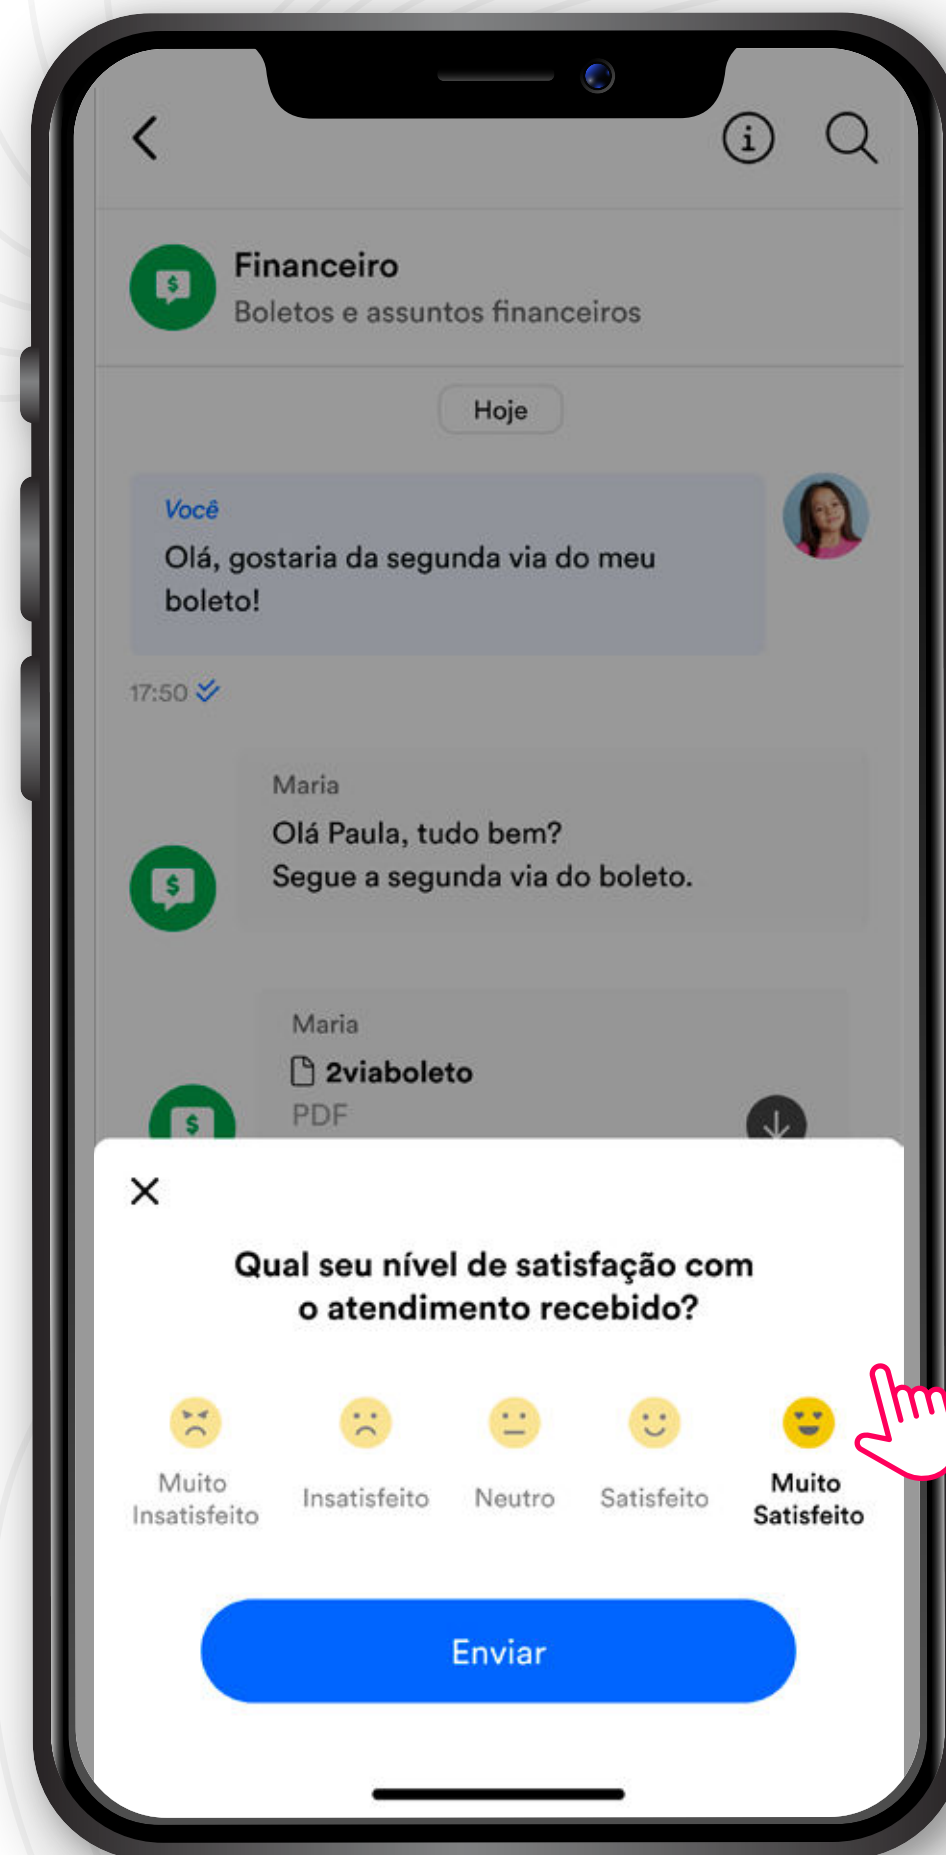 Financeiro
Boletos e assuntos financeiros
Hoje
Você
Olá, gostaria da segunda via do meu
boleto!
17:50
Maria
Olá Paula, tudo bem?
Segue a segunda via do boleto.
Maria
2viaboleto
PDF
Qual seu nível de satisfação com
o atendimento recebido?
Muito
Insatisfeito
Insatisfeito
Neutro
Satisfeito
Muito
Satisfeito
Enviar